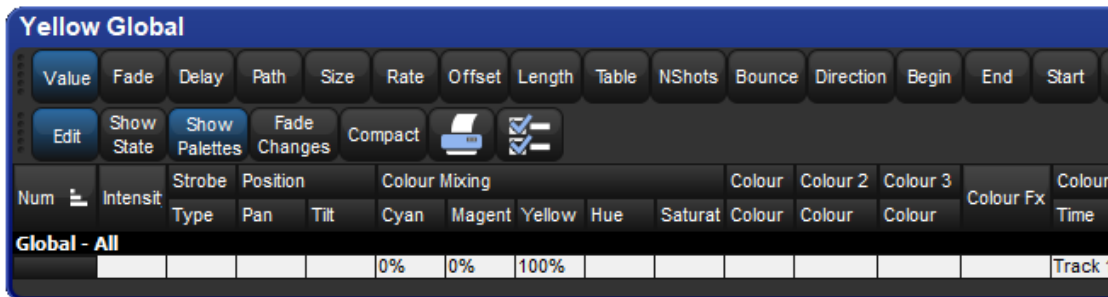 Yellow Global
Value Fade Delay Path Size Rate Offset Length Table NShots Bounce Direction Begin End Start
Edit Show State Show Palettes Fade Changes Compact
Num Intensit Strobe Position Colour Mixing Colour Colour 2 Colour 3 Colour Fx Colour
Type Pan Tilt Cyan Magent Yellow Hue Saturat Colour Colour Colour Time
Global - All
0% 0% 100% Track